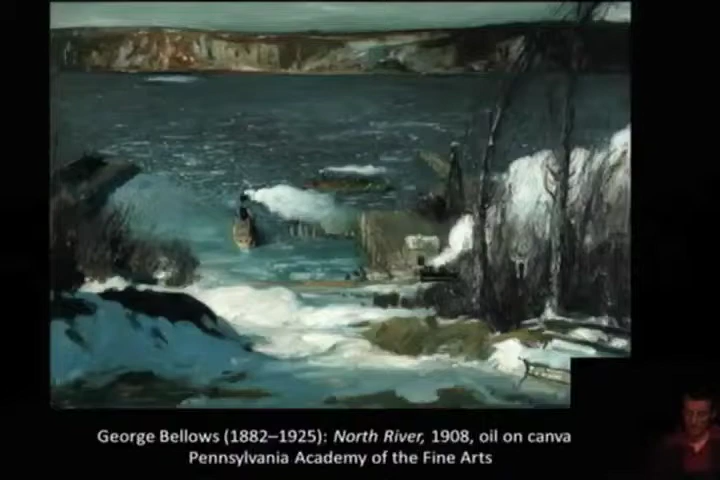 George Bellows (1882–1925): North River, 1908, oil on canva
Pennsylvania Academy of the Fine Arts